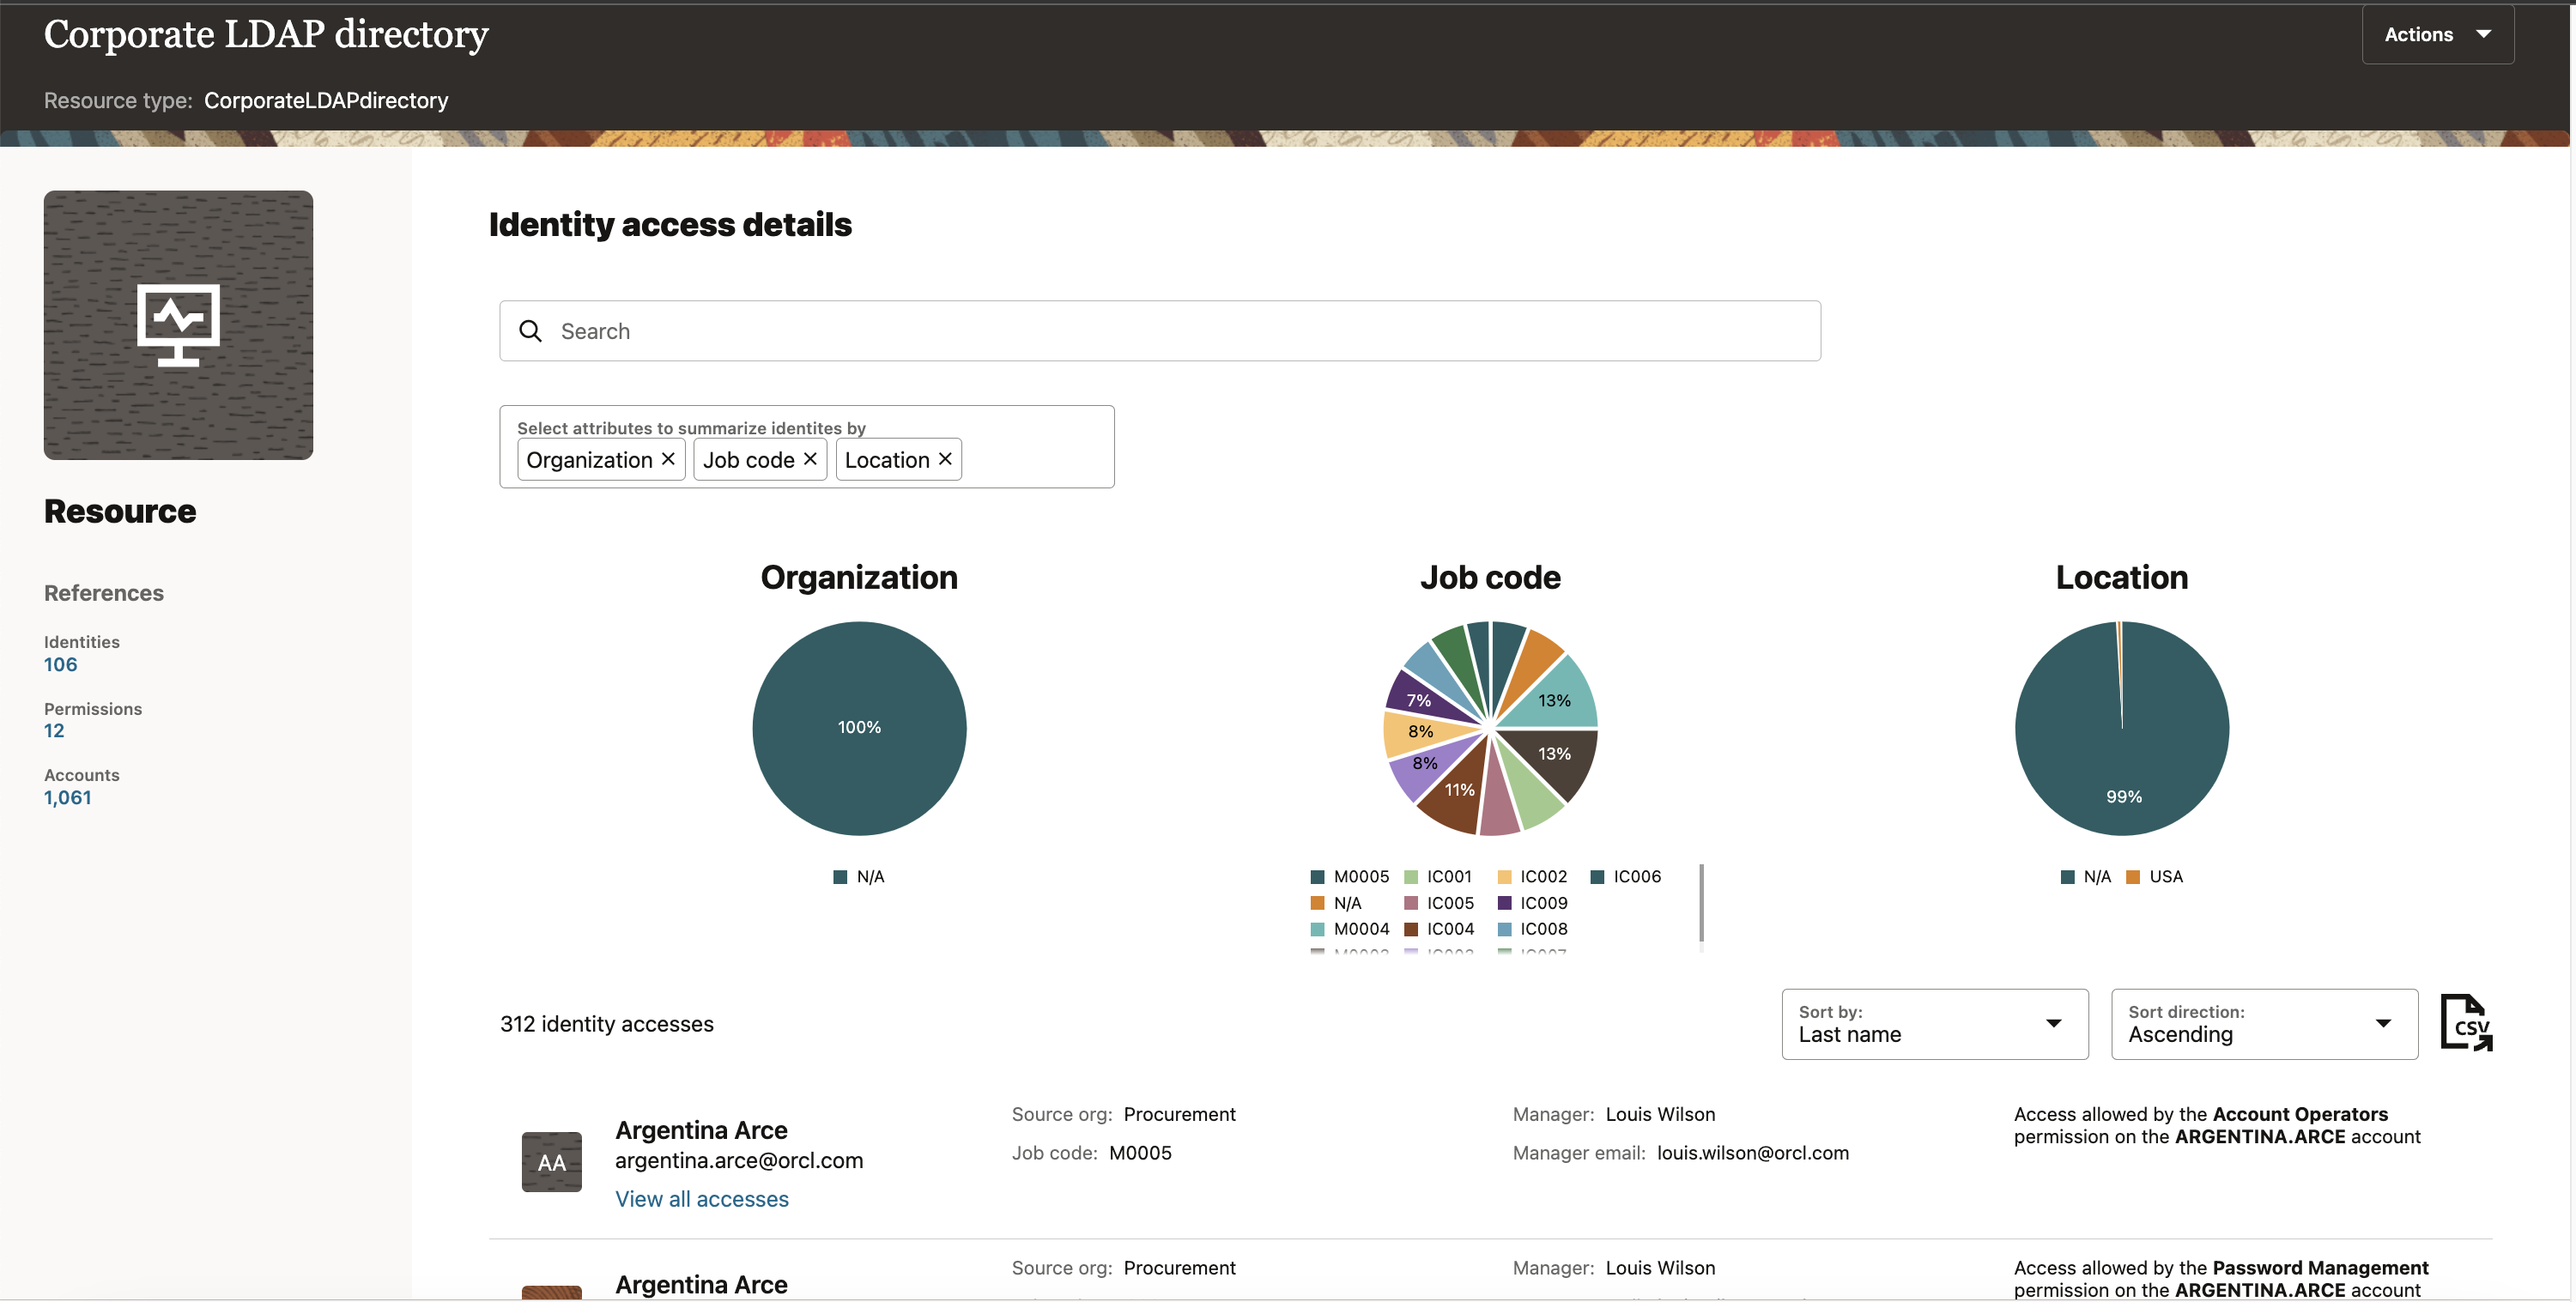 Corporate LDAP directory
Actions
Resource type: CorporateLDAPdirectory
Identity access details
Search
Select attributes to summarize identites by
Organization × Job code × Location ×
Resource
References
Identities
106
Permissions
12
Accounts
1,061
Organization
100%
N/A
Job code
13%
13%
11%
8%
8%
7%
M0005 IC001 IC002 IC006
N/A IC005 IC009
M0004 IC004 IC008
Location
99%
N/A USA
312 identity accesses
Sort by:
Last name
Sort direction:
Ascending
CSV
AA
Argentina Arce
argentina.arce@orcl.com
View all accesses
Source org: Procurement
Job code: M0005
Manager: Louis Wilson
Manager email: louis.wilson@orcl.com
Access allowed by the Account Operators
permission on the ARGENTINA.ARCE account
Argentina Arce
Source org: Procurement
Manager: Louis Wilson
Access allowed by the Password Management
permission on the ARGENTINA.ARCE account